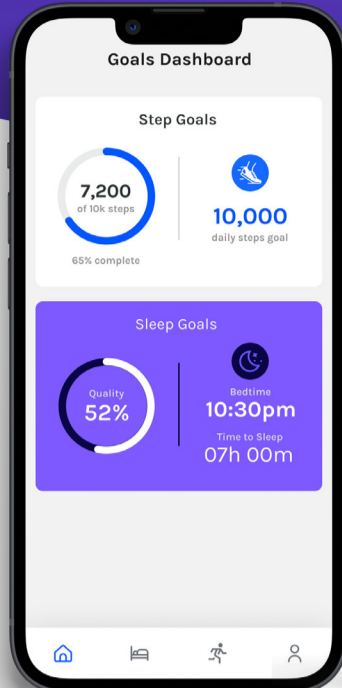 Goals Dashboard
Step Goals
7,200
of 10k steps
65% complete
10,000
daily steps goal
Sleep Goals
Quality
52%
Bedtime
10:30pm
Time to Sleep
07h 00m